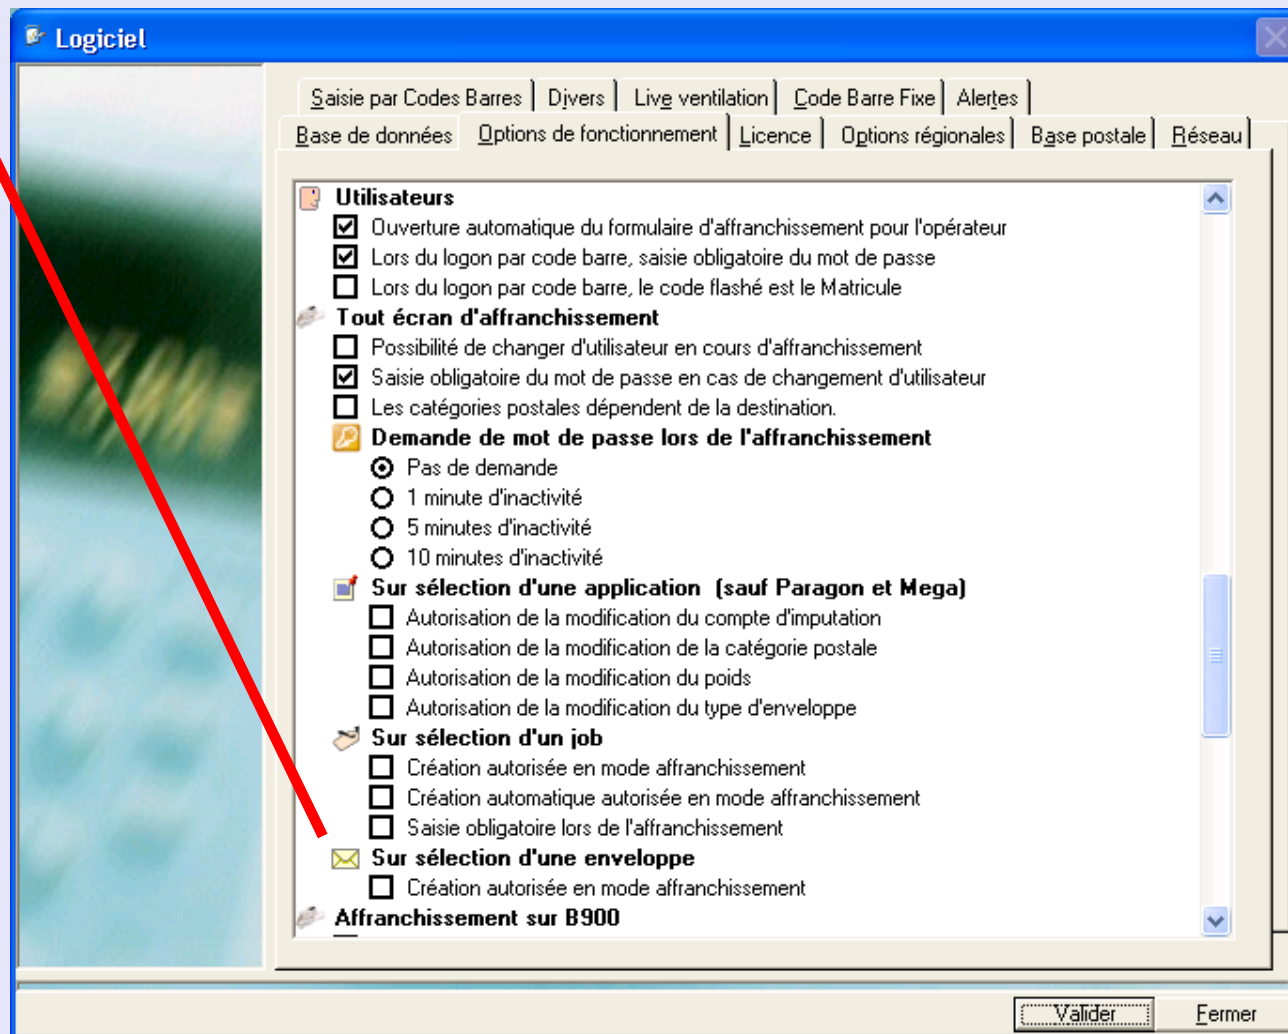 Logiciel
Saisie par Codes Barres
Divers
Live ventilation
Code Barre Fixe
Alertes
Base de données
Options de fonctionnement
Licence
Options régionales
Base postale
Réseau
Utilisateurs
Ouverture automatique du formulaire d'affranchissement pour l'opérateur
Lors du logon par code barre, saisie obligatoire du mot de passe
Lors du logon par code barre, le code flashé est le Matricule
Tout écran d'affranchissement
Possibilité de changer d'utilisateur en cours d'affranchissement
Saisie obligatoire du mot de passe en cas de changement d'utilisateur
Les catégories postales dépendent de la destination.
Demande de mot de passe lors de l'affranchissement
Pas de demande
1 minute d'inactivité
5 minutes d'inactivité
10 minutes d'inactivité
Sur sélection d'une application (sauf Paragon et Mega)
Autorisation de la modification du compte d'imputation
Autorisation de la modification de la catégorie postale
Autorisation de la modification du poids
Autorisation de la modification du type d'enveloppe
Sur sélection d'un job
Création autorisée en mode affranchissement
Création automatique autorisée en mode affranchissement
Saisie obligatoire lors de l'affranchissement
Sur sélection d'une enveloppe
Création autorisée en mode affranchissement
Affranchissement sur B900
Valider
Fermer